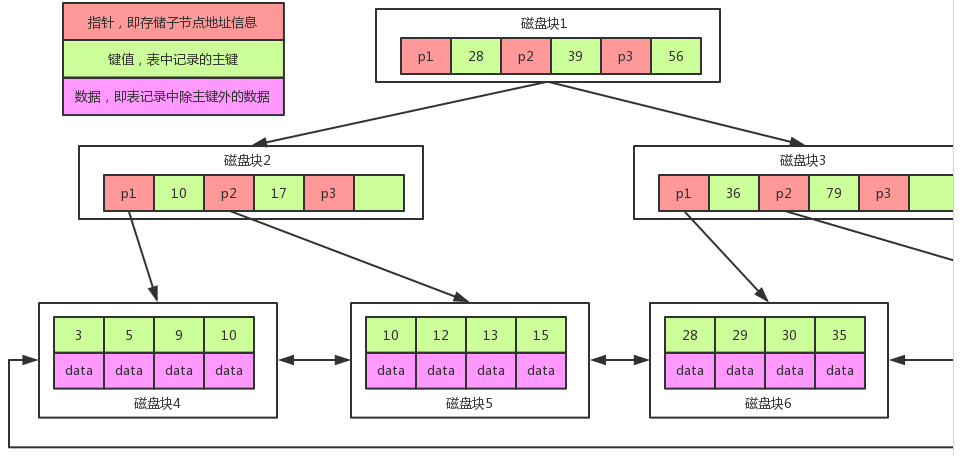 指针，即存储子节点地址信息
键值，表中记录的主键
数据，即表记录中除主键外的数据
磁盘块1
p1 28 p2 39 p3 56
磁盘块2
p1 10 p2 17 p3
磁盘块3
p1 36 p2 79 p3
3 5 9 10
data data data data
磁盘块4
10 12 13 15
data data data data
磁盘块5
28 29 30 35
data data data data
磁盘块6